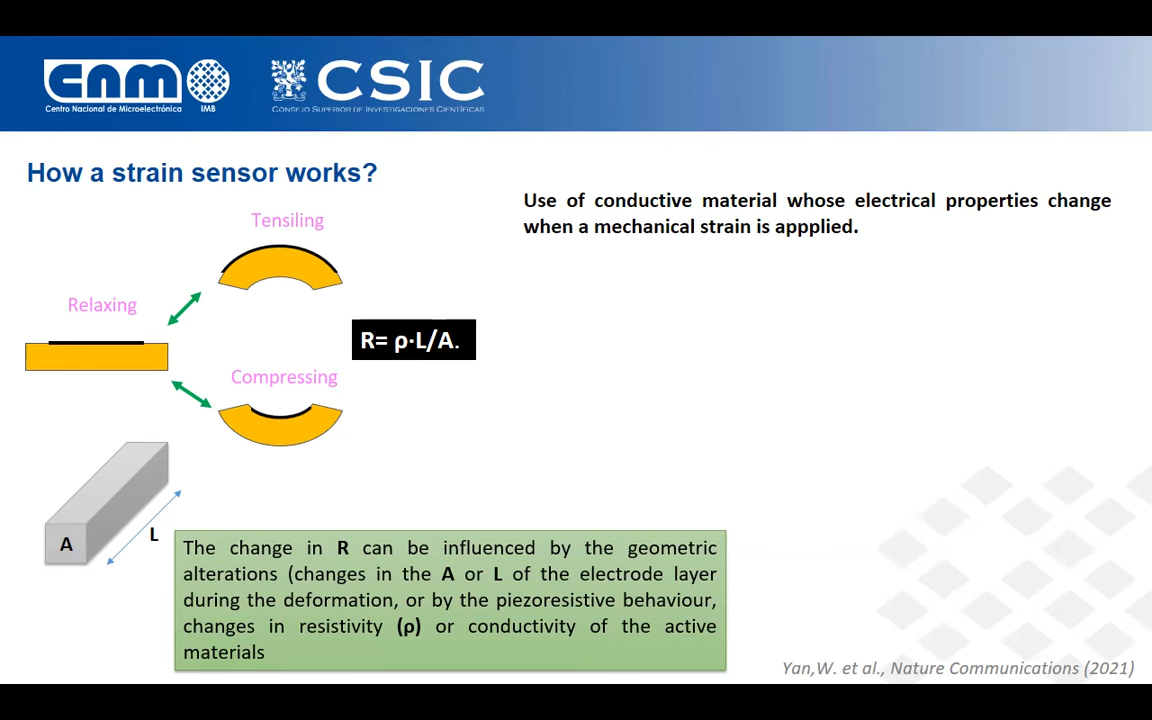 cnm
Centro Nacional de Microelectrónica
IMB
CSIC
CONSEJO SUPERIOR DE INVESTIGACIONES CIENTÍFICAS
How a strain sensor works?
Use of conductive material whose electrical properties change
when a mechanical strain is appplied.
Tensiling
Relaxing
R= ρ·L/A.
Compressing
A
L
The change in R can be influenced by the geometric
alterations (changes in the A or L of the electrode layer
during the deformation, or by the piezoresistive behaviour,
changes in resistivity (ρ) or conductivity of the active
materials
Yan,W. et al., Nature Communications (2021)